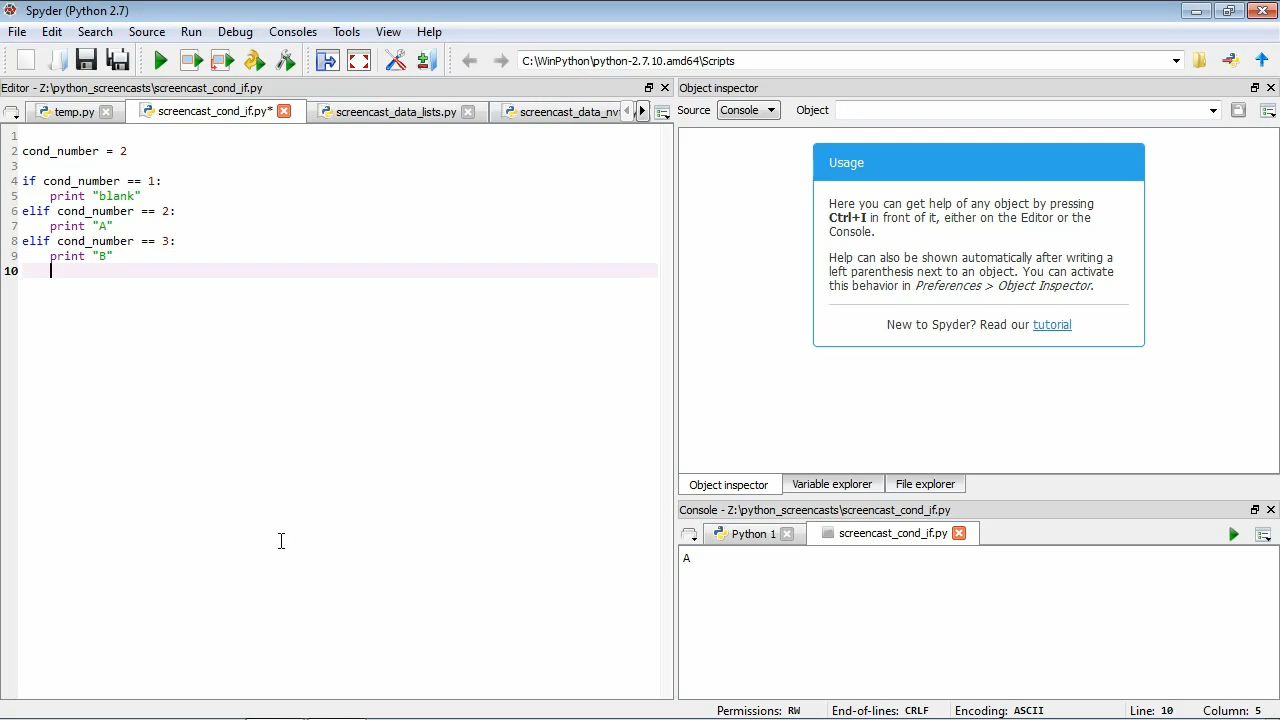 Spyder (Python 2.7)
File Edit Search Source Run Debug Consoles Tools View Help
C:\WinPython\python-2.7.10.amd64\Scripts
Editor - Z:\python_screencasts\screencast_cond_if.py
temp.py screencast_cond_if.py* screencast_data_lists.py screencast_data_nv
1
2 cond_number = 2
3
4 if cond_number == 1:
5 print "blank"
6 elif cond_number == 2:
7 print "A"
8 elif cond_number == 3:
9 print "B"
10
Object inspector
Source Console Object
Usage
Here you can get help of any object by pressing
Ctrl+I in front of it, either on the Editor or the
Console.
Help can also be shown automatically after writing a
left parenthesis next to an object. You can activate
this behavior in Preferences > Object Inspector.
New to Spyder? Read our tutorial
Object inspector Variable explorer File explorer
Console - Z:\python_screencasts\screencast_cond_if.py
Python 1 screencast_cond_if.py
A
Permissions: RW End-of-lines: CRLF Encoding: ASCII Line: 10 Column: 5